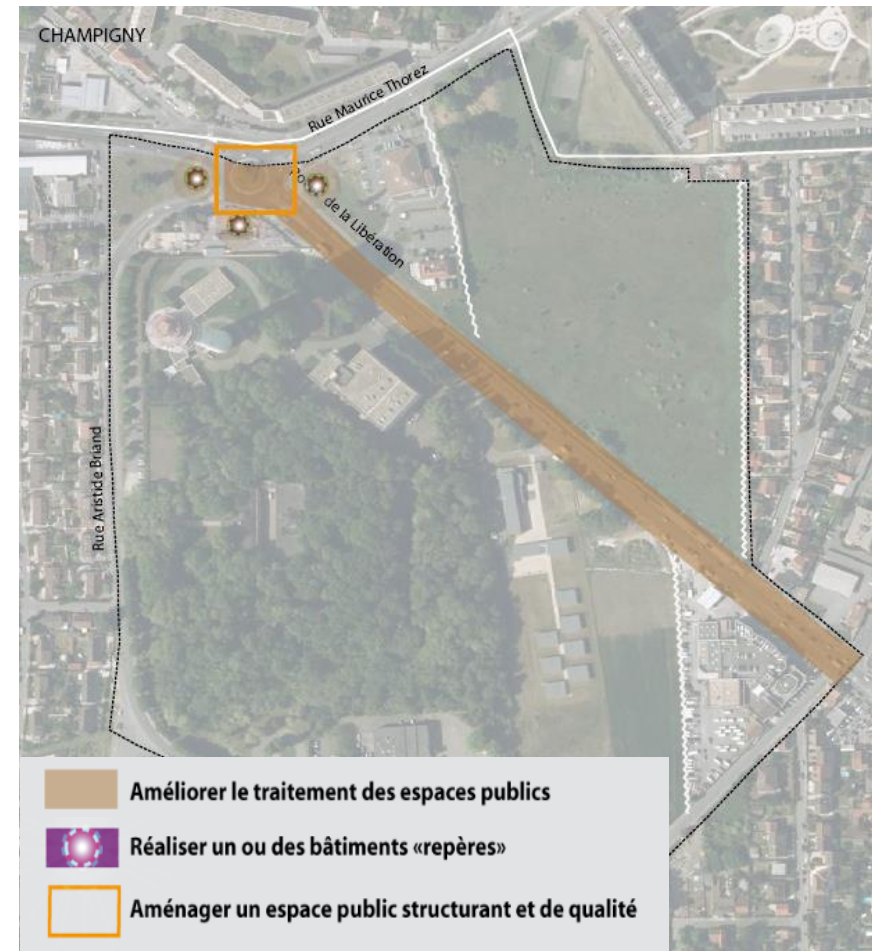 CHAMPIGNY
Rue Maurice Thorez
de la Libération
Rue Aristide Briand
Améliorer le traitement des espaces publics
Réaliser un ou des bâtiments «repères»
Aménager un espace public structurant et de qualité